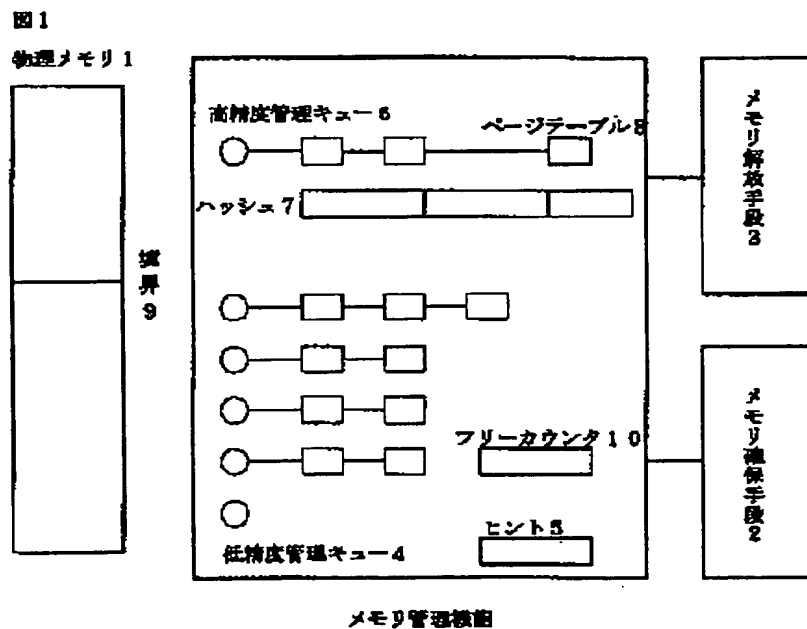 図1
物理メモリ1
高精度管理キュー6
ページテーブル8
ハッシュ7
境界9
フリーカウンタ10
ヒント5
低精度管理キュー4
メモリ解放手段3
メモリ確保手段2
メモリ管理機能